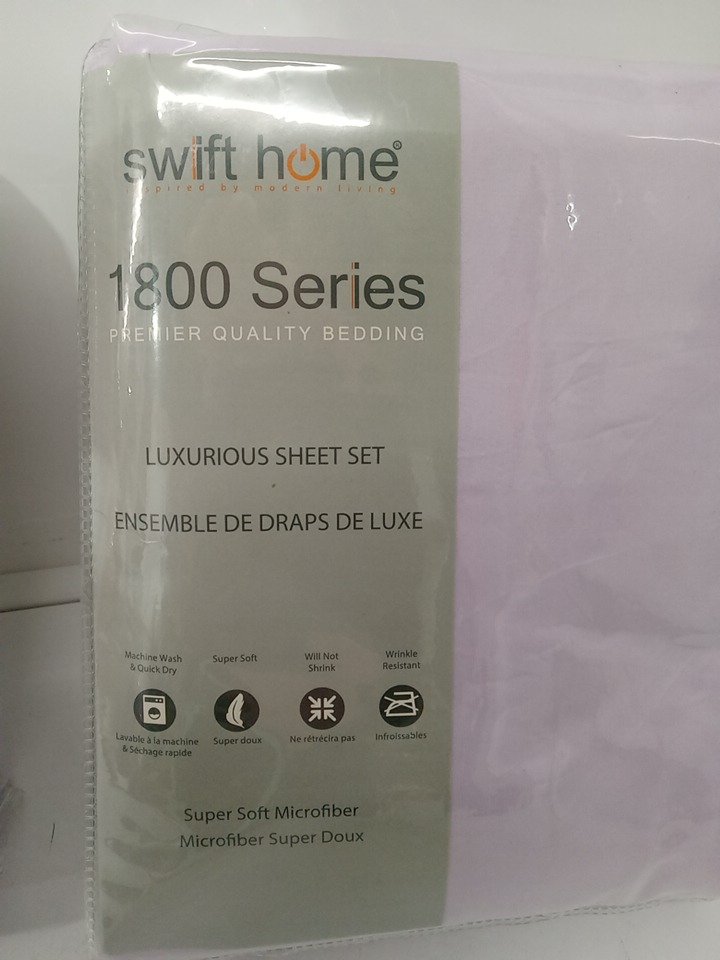 swift home®
inspired by modern living
1800 Series
PREMIER QUALITY BEDDING
LUXURIOUS SHEET SET
ENSEMBLE DE DRAPS DE LUXE
Machine Wash
& Quick Dry
Lavable à la machine
& Séchage rapide
Super Soft
Super doux
Will Not
Shrink
Ne rétrécira pas
Wrinkle
Resistant
Infroissables
Super Soft Microfiber
Microfiber Super Doux